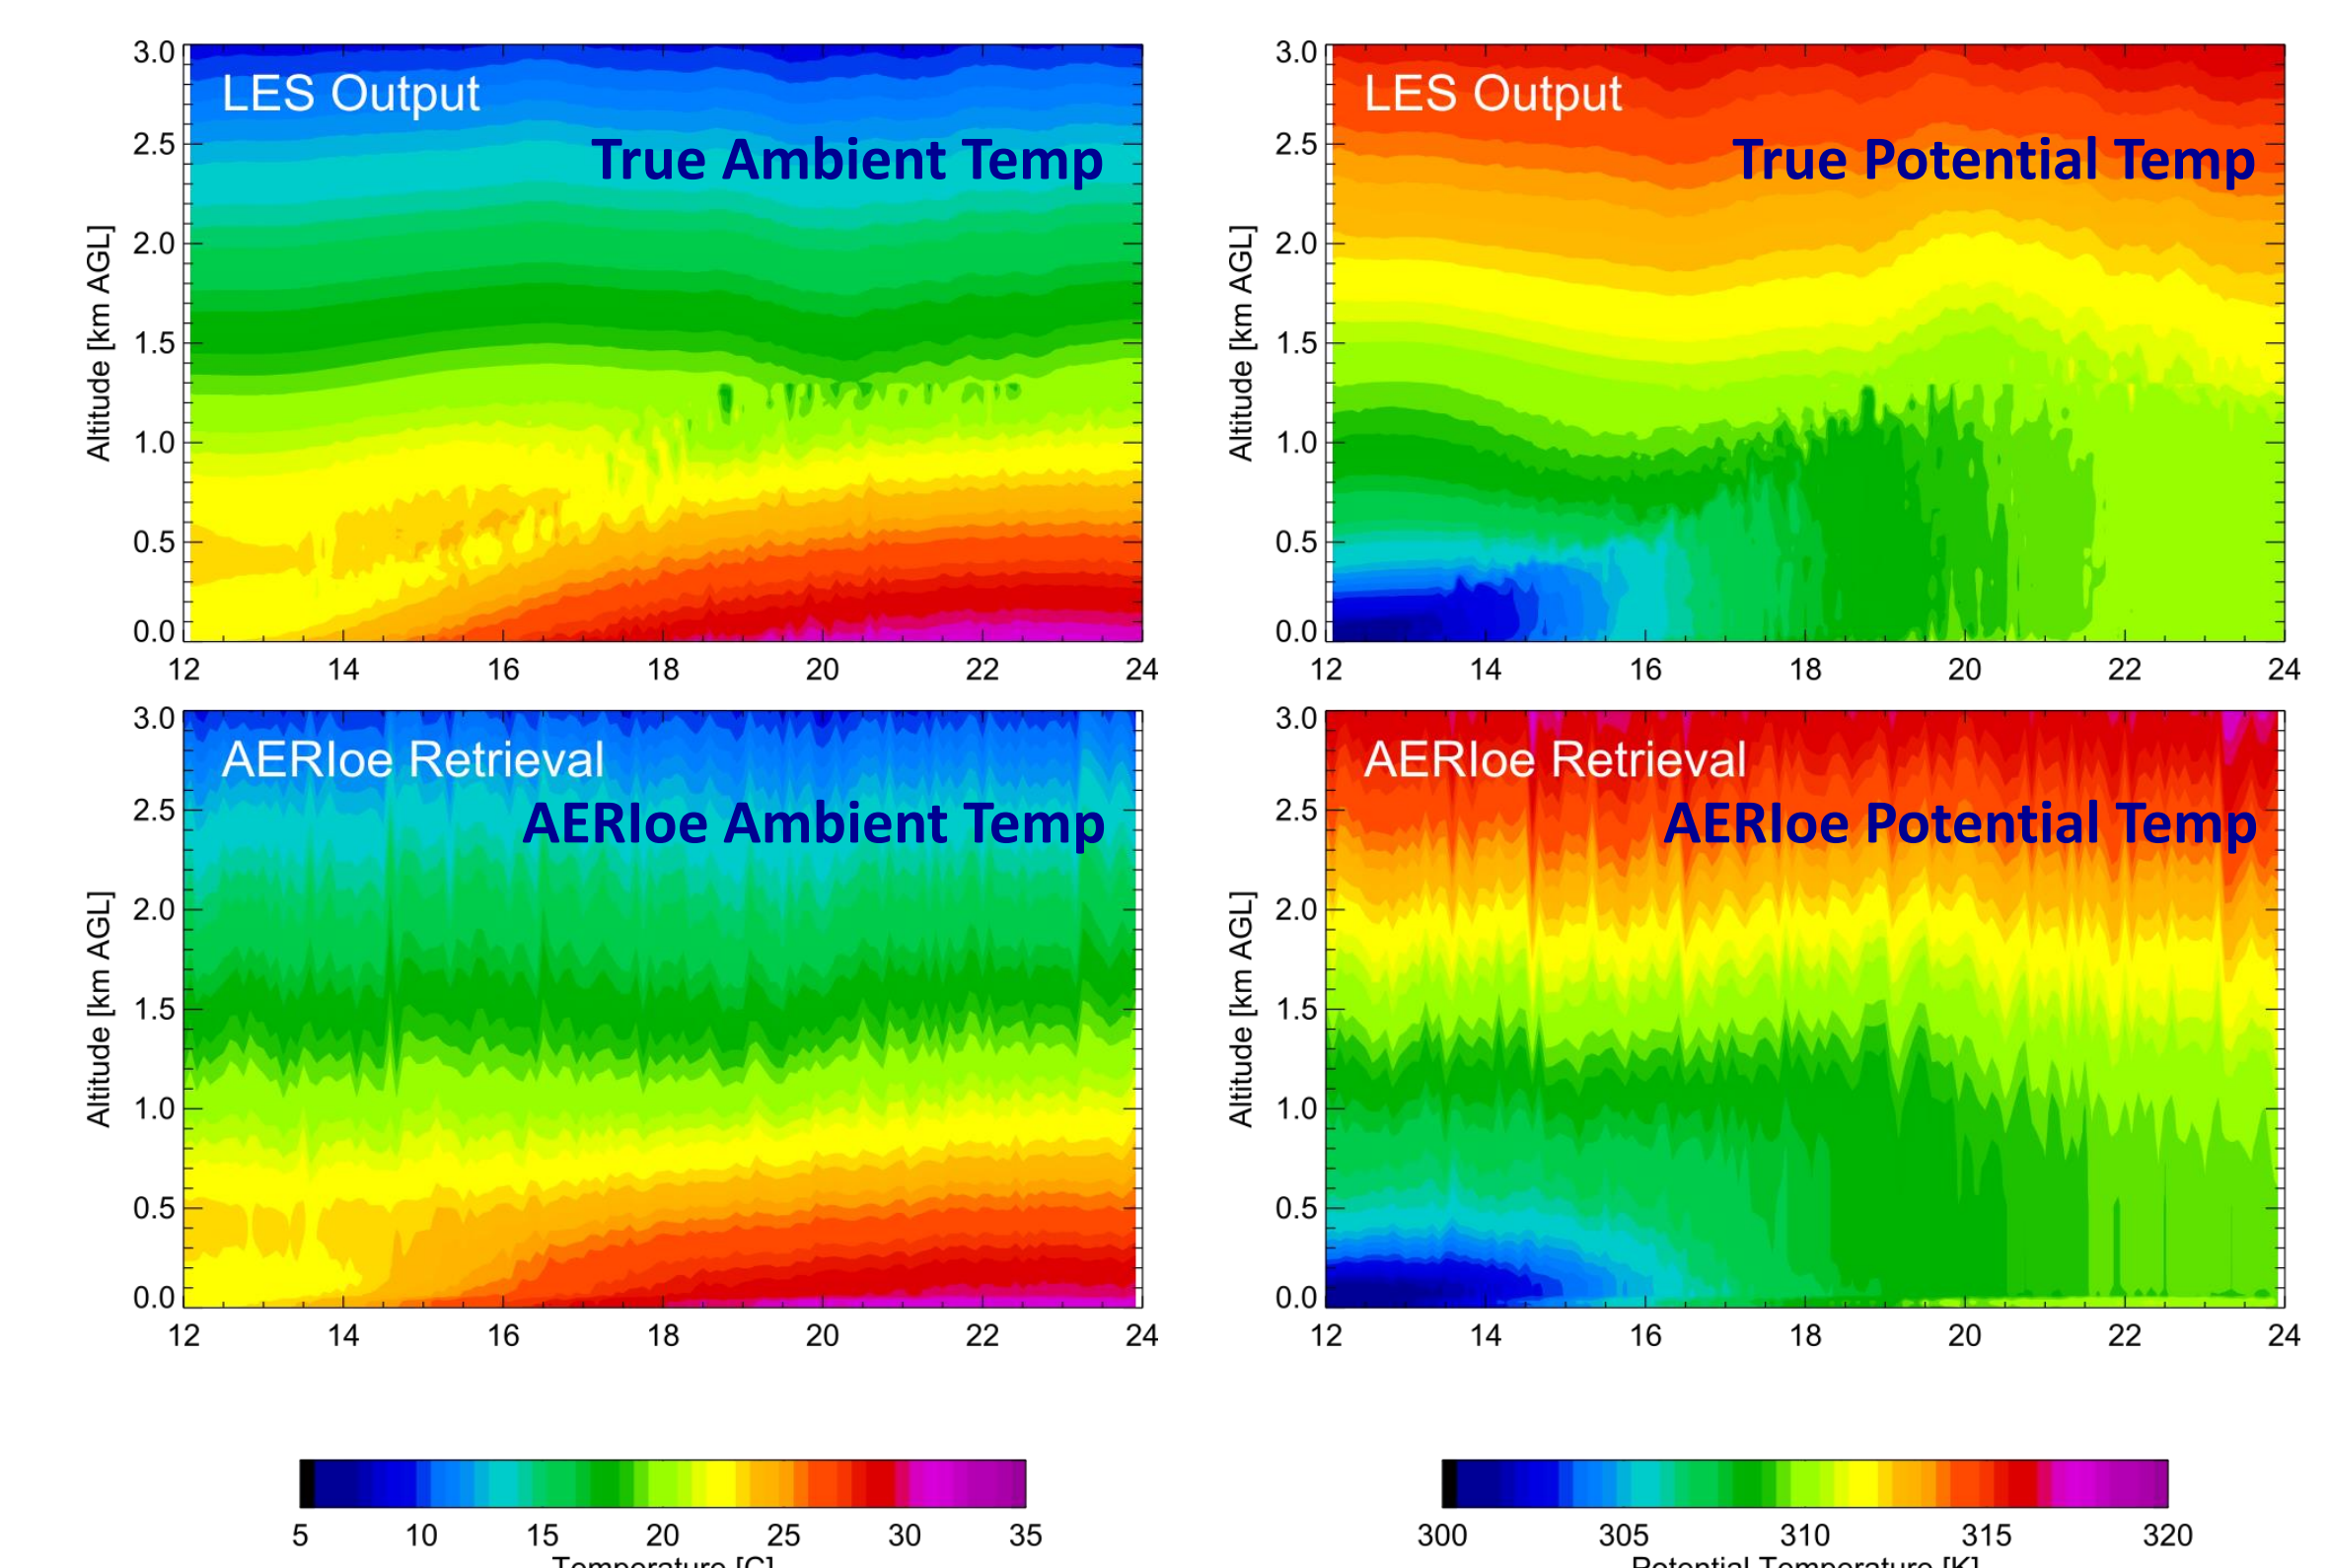 LES Output
True Ambient Temp
3.0
2.5
2.0
1.5
1.0
0.5
0.0
Altitude [km AGL]
12 14 16 18 20 22 24
LES Output
True Potential Temp
3.0
2.5
2.0
1.5
1.0
0.5
0.0
Altitude [km AGL]
12 14 16 18 20 22 24
AERIoe Retrieval
AERIoe Ambient Temp
3.0
2.5
2.0
1.5
1.0
0.5
0.0
Altitude [km AGL]
12 14 16 18 20 22 24
AERIoe Retrieval
AERIoe Potential Temp
3.0
2.5
2.0
1.5
1.0
0.5
0.0
Altitude [km AGL]
12 14 16 18 20 22 24
5 10 15 20 25 30 35
Temperature [C]
300 305 310 315 320
Potential Temperature [K]